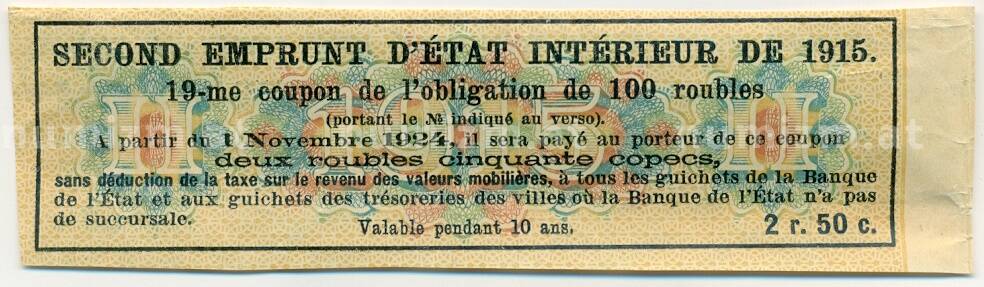 SECOND EMPRUNT D'ÉTAT INTÉRIEUR DE 1915.
19-me coupon de l'obligation de 100 roubles
(portant le № indiqué au verso).
A partir du 1 Novembre 1924, il sera payé au porteur de ce coupon
deux roubles cinquante copecs,
sans déduction de la taxe sur le revenu des valeurs mobilières, à tous les guichets de la Banque
de l'État et aux guichets des trésoreries des villes où la Banque de l'État n'a pas
de succursale.
Valable pendant 10 ans.
2 r. 50 c.